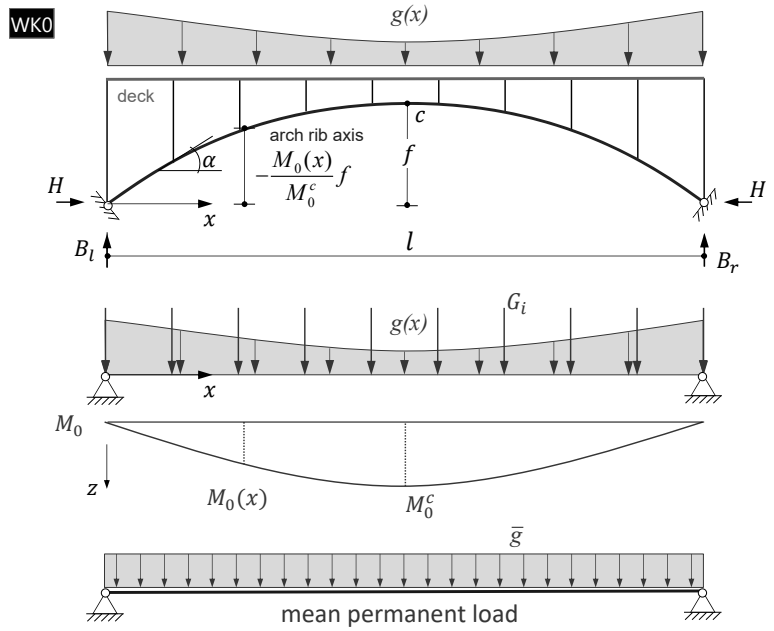 WK0
g(x)
deck
c
arch rib axis
α
-M₀(x)/M₀ᶜ f
f
H
H
x
l
Bₗ
Bᵣ
Gᵢ
g(x)
x
M₀
z
M₀(x)
M₀ᶜ
g̅
mean permanent load